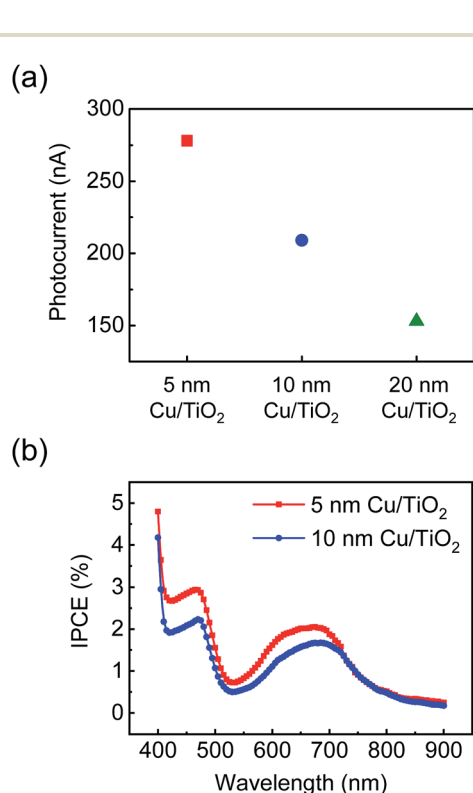 (a)
300
250
200
150
Photocurrent (nA)
5 nm 10 nm 20 nm
Cu/TiO₂ Cu/TiO₂ Cu/TiO₂
(b)
5
4
3
2
1
0
IPCE (%)
5 nm Cu/TiO₂
10 nm Cu/TiO₂
400 500 600 700 800 900
Wavelength (nm)